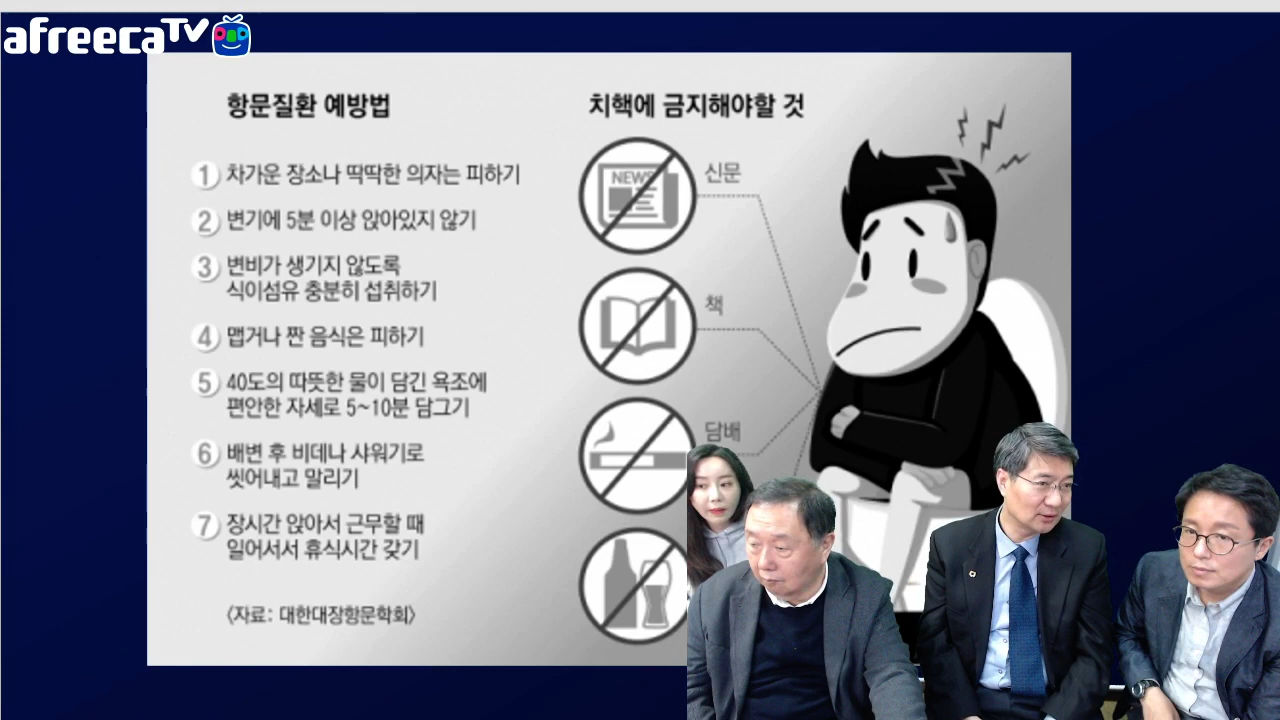 afreecaTV
항문질환 예방법
1 차가운 장소나 딱딱한 의자는 피하기
2 변기에 5분 이상 앉아있지 않기
3 변비가 생기지 않도록
식이섬유 충분히 섭취하기
4 맵거나 짠 음식은 피하기
5 40도의 따뜻한 물이 담긴 욕조에
편안한 자세로 5~10분 담그기
6 배변 후 비데나 샤워기로
씻어내고 말리기
7 장시간 앉아서 근무할 때
일어서서 휴식시간 갖기
〈자료: 대한대장항문학회〉
치핵에 금지해야할 것
NEWS
신문
책
담배